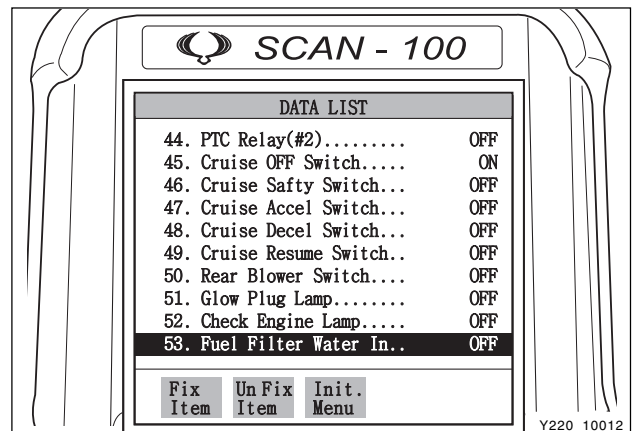 SCAN - 100
DATA LIST
44. PTC Relay(#2)......... OFF
45. Cruise OFF Switch..... ON
46. Cruise Safty Switch... OFF
47. Cruise Accel Switch... OFF
48. Cruise Decel Switch... OFF
49. Cruise Resume Switch.. OFF
50. Rear Blower Switch.... OFF
51. Glow Plug Lamp........ OFF
52. Check Engine Lamp..... OFF
53. Fuel Filter Water In.. OFF
Fix Item
Un Fix Item
Init. Menu
Y220 10012